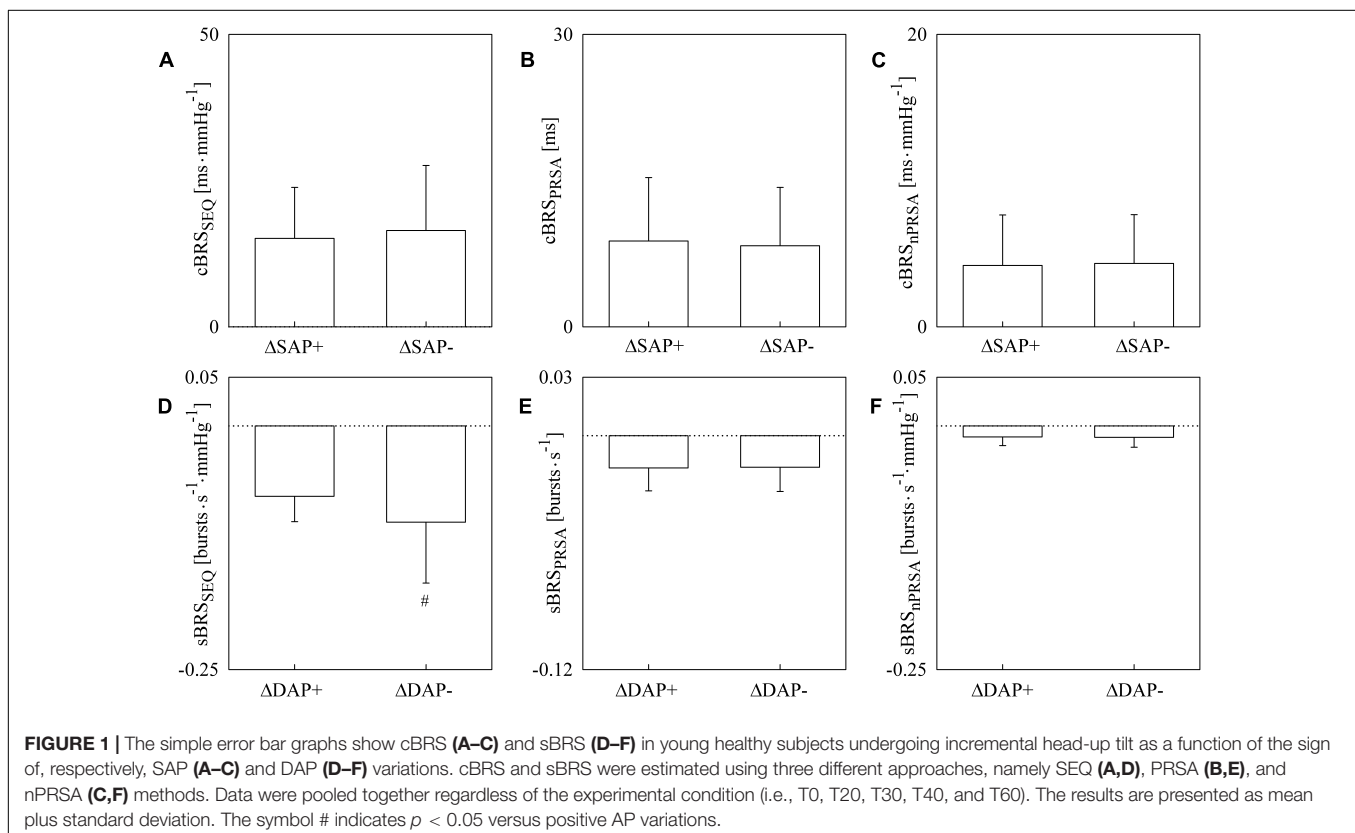 A
50
cBRS_SEQ [ms·mmHg⁻¹]
0
ΔSAP+ ΔSAP-
B
30
cBRS_PRSA [ms]
0
ΔSAP+ ΔSAP-
C
20
cBRS_nPRSA [ms·mmHg⁻¹]
0
ΔSAP+ ΔSAP-
D
0.05
sBRS_SEQ [bursts·s⁻¹·mmHg⁻¹]
-0.25
#
ΔDAP+ ΔDAP-
E
0.03
sBRS_PRSA [bursts·s⁻¹]
-0.12
ΔDAP+ ΔDAP-
F
0.05
sBRS_nPRSA [bursts·s⁻¹·mmHg⁻¹]
-0.25
ΔDAP+ ΔDAP-
FIGURE 1 | The simple error bar graphs show cBRS (A–C) and sBRS (D–F) in young healthy subjects undergoing incremental head-up tilt as a function of the sign
of, respectively, SAP (A–C) and DAP (D–F) variations. cBRS and sBRS were estimated using three different approaches, namely SEQ (A,D), PRSA (B,E), and
nPRSA (C,F) methods. Data were pooled together regardless of the experimental condition (i.e., T0, T20, T30, T40, and T60). The results are presented as mean
plus standard deviation. The symbol # indicates p < 0.05 versus positive AP variations.